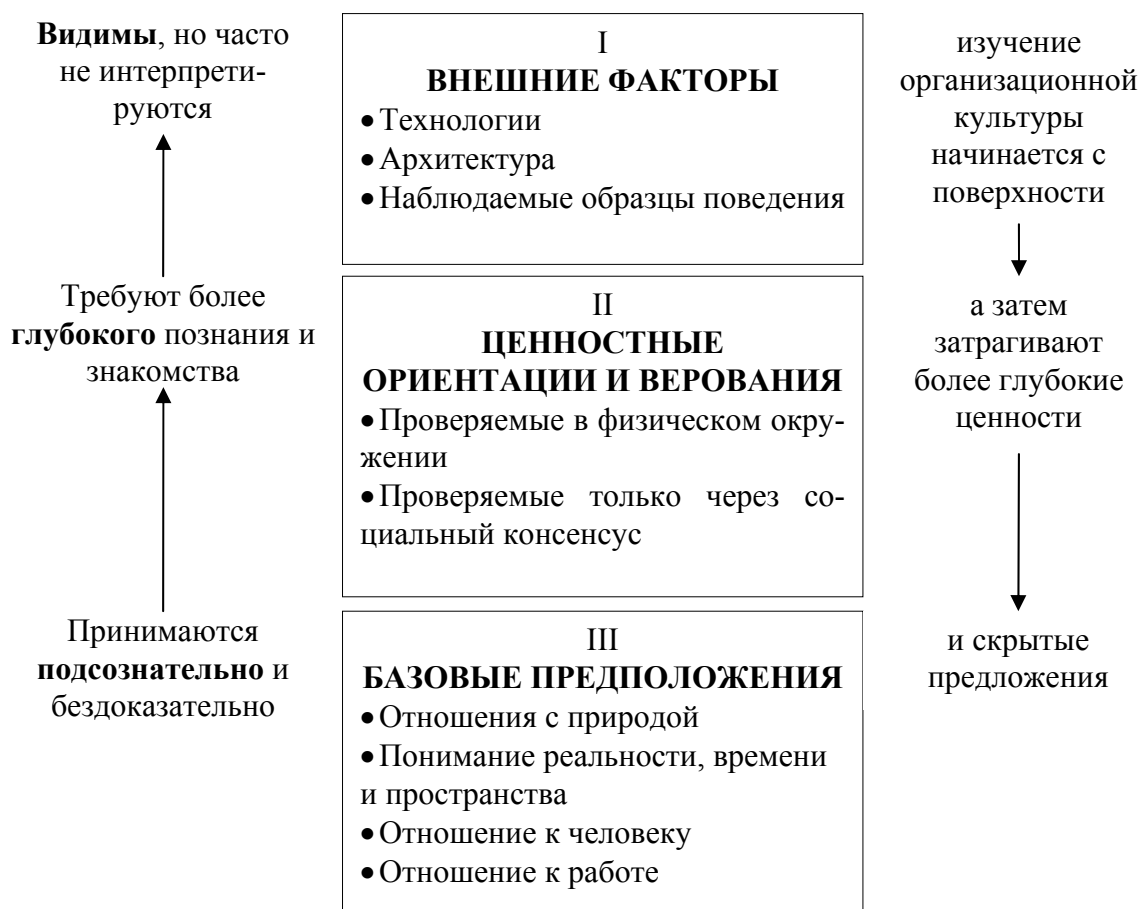 Видимы, но часто
не интерпрети-
руются
Требуют более
глубокого познания и
знакомства
Принимаются
подсознательно и
бездоказательно
I
ВНЕШНИЕ ФАКТОРЫ
•Технологии
•Архитектура
•Наблюдаемые образцы поведения
II
ЦЕННОСТНЫЕ
ОРИЕНТАЦИИ И ВЕРОВАНИЯ
•Проверяемые в физическом окру-
жении
•Проверяемые только через со-
циальный консенсус
III
БАЗОВЫЕ ПРЕДПОЛОЖЕНИЯ
•Отношения с природой
•Понимание реальности, времени
и пространства
•Отношение к человеку
•Отношение к работе
изучение
организационной
культуры
начинается с
поверхности
а затем
затрагивают
более глубокие
ценности
и скрытые
предложения